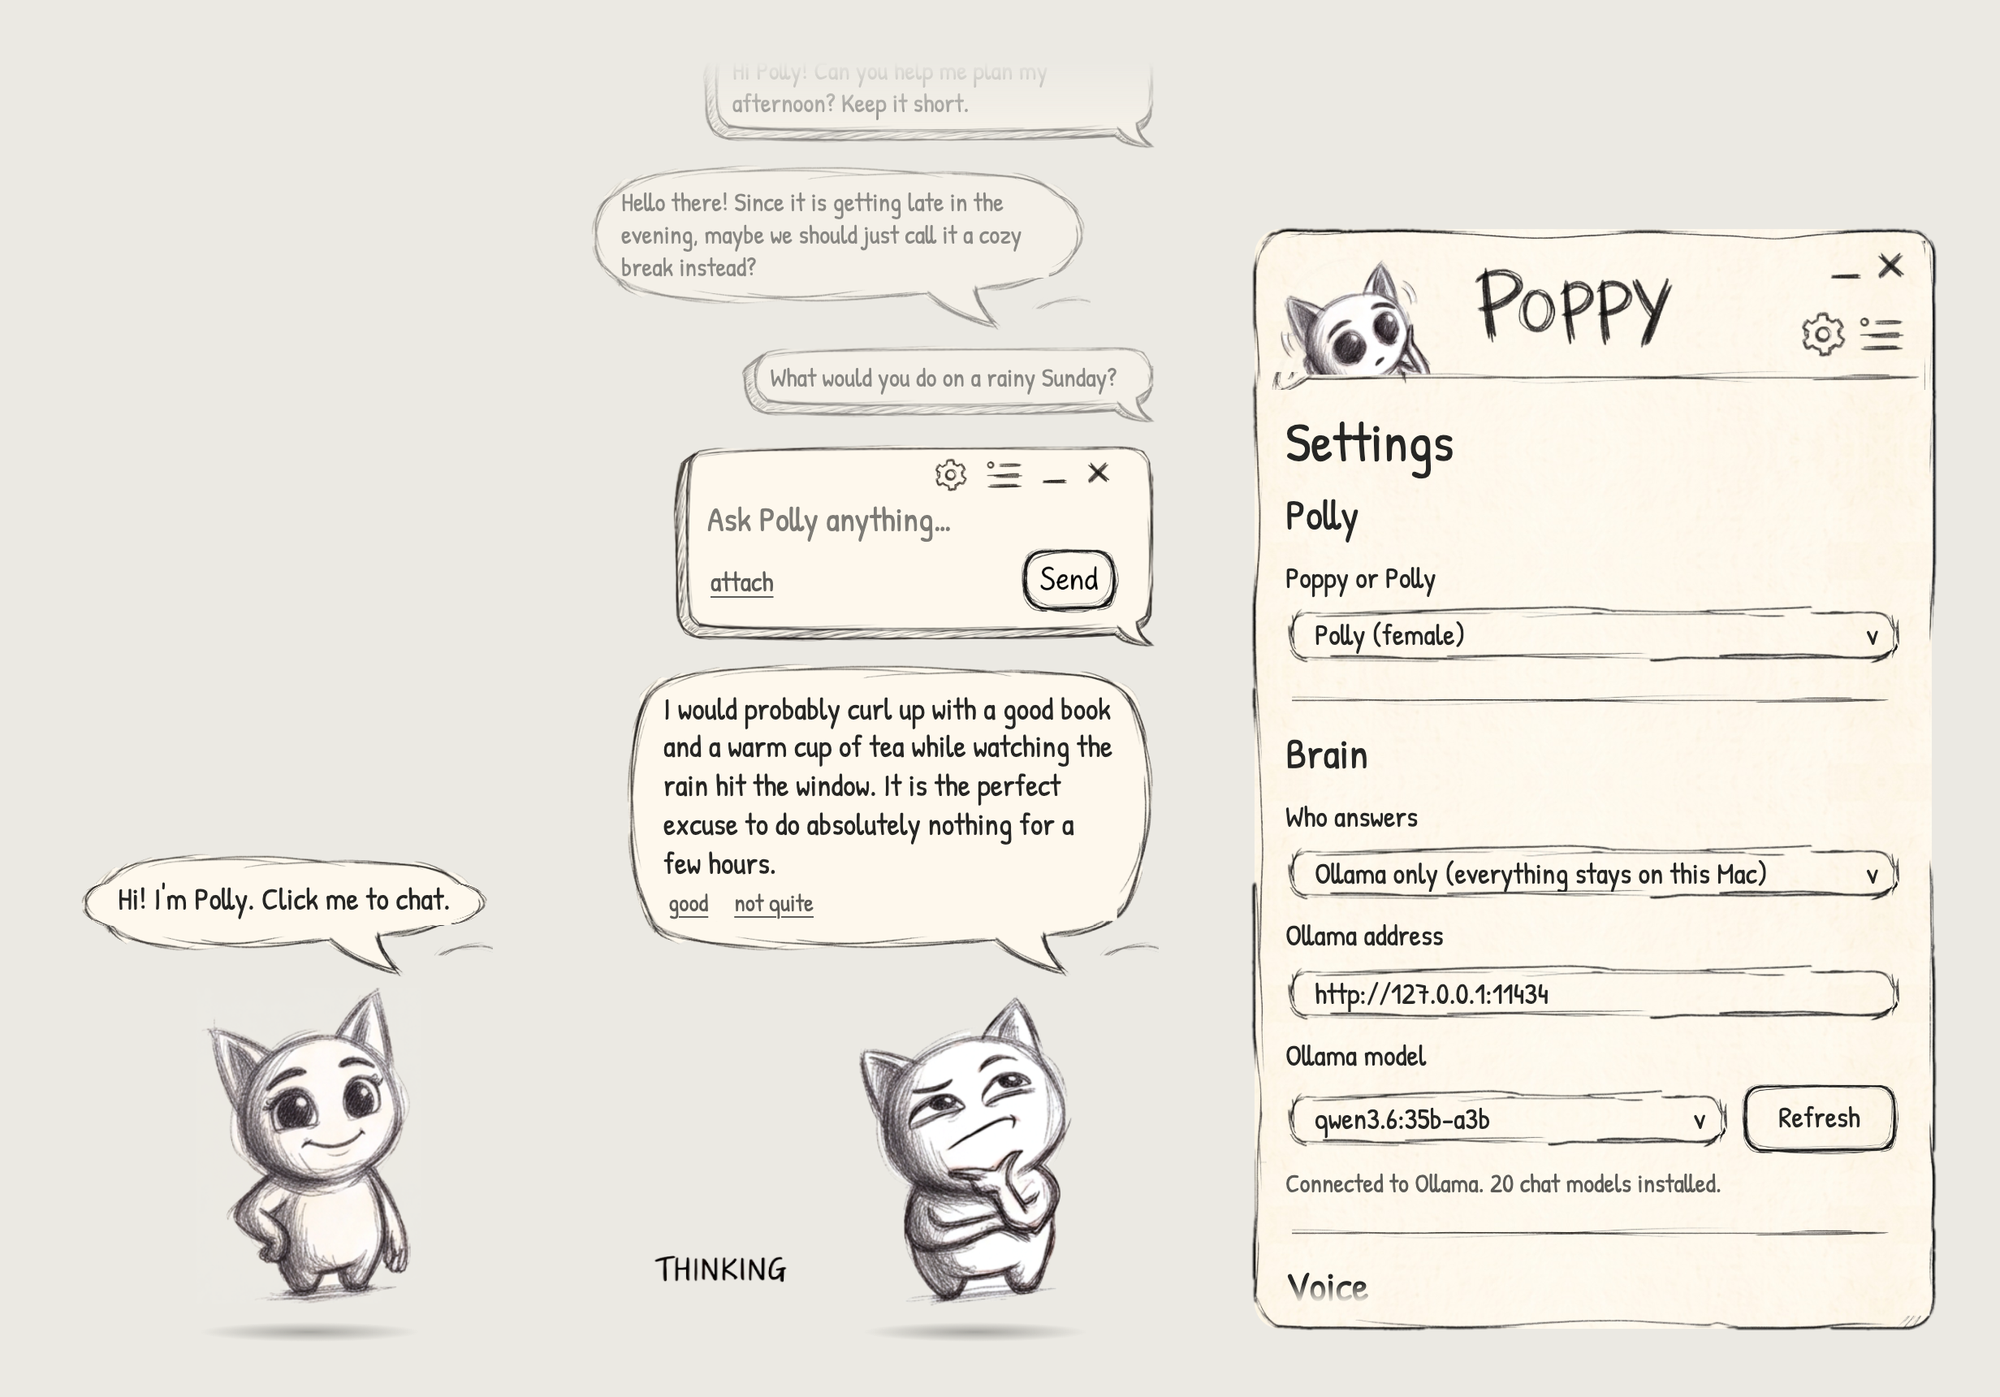 Hi! I'm Polly. Click me to chat.
Hi Polly! Can you help me plan my
afternoon? Keep it short.
Hello there! Since it is getting late in the
evening, maybe we should just call it a cozy
break instead?
What would you do on a rainy Sunday?
Ask Polly anything...
attach
Send
I would probably curl up with a good book
and a warm cup of tea while watching the
rain hit the window. It is the perfect
excuse to do absolutely nothing for a
few hours.
good not quite
THINKING
POPPY
Settings
Polly
Poppy or Polly
Polly (female) v
Brain
Who answers
Ollama only (everything stays on this Mac) v
Ollama address
http://127.0.0.1:11434
Ollama model
qwen3.6:35b-a3b v
Refresh
Connected to Ollama. 20 chat models installed.
Voice